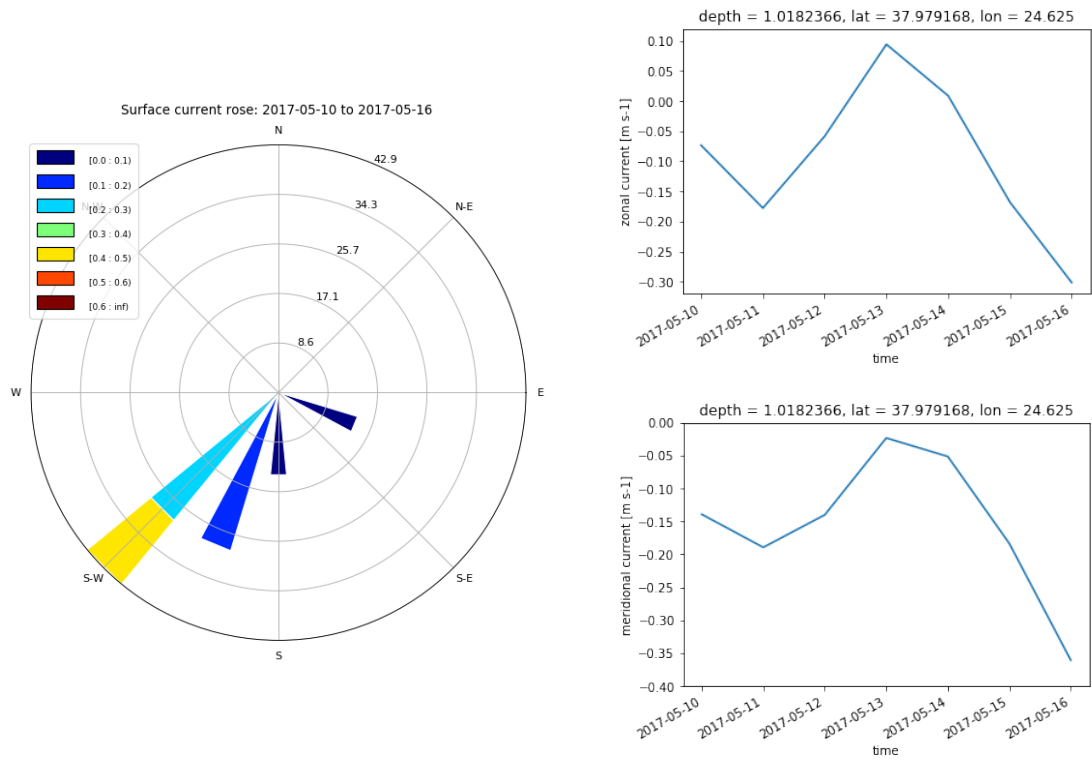 Surface current rose: 2017-05-10 to 2017-05-16
N
N-E
E
S-E
S
S-W
W
N-W
42.9
34.3
25.7
17.1
8.6
[0.0 : 0.1)
[0.1 : 0.2)
[0.2 : 0.3)
[0.3 : 0.4)
[0.4 : 0.5)
[0.5 : 0.6)
[0.6 : inf)
depth = 1.0182366, lat = 37.979168, lon = 24.625
zonal current [m s-1]
0.10
0.05
0.00
−0.05
−0.10
−0.15
−0.20
−0.25
−0.30
2017-05-10
2017-05-11
2017-05-12
2017-05-13
2017-05-14
2017-05-15
2017-05-16
time
depth = 1.0182366, lat = 37.979168, lon = 24.625
meridional current [m s-1]
0.00
−0.05
−0.10
−0.15
−0.20
−0.25
−0.30
−0.35
−0.40
2017-05-10
2017-05-11
2017-05-12
2017-05-13
2017-05-14
2017-05-15
2017-05-16
time